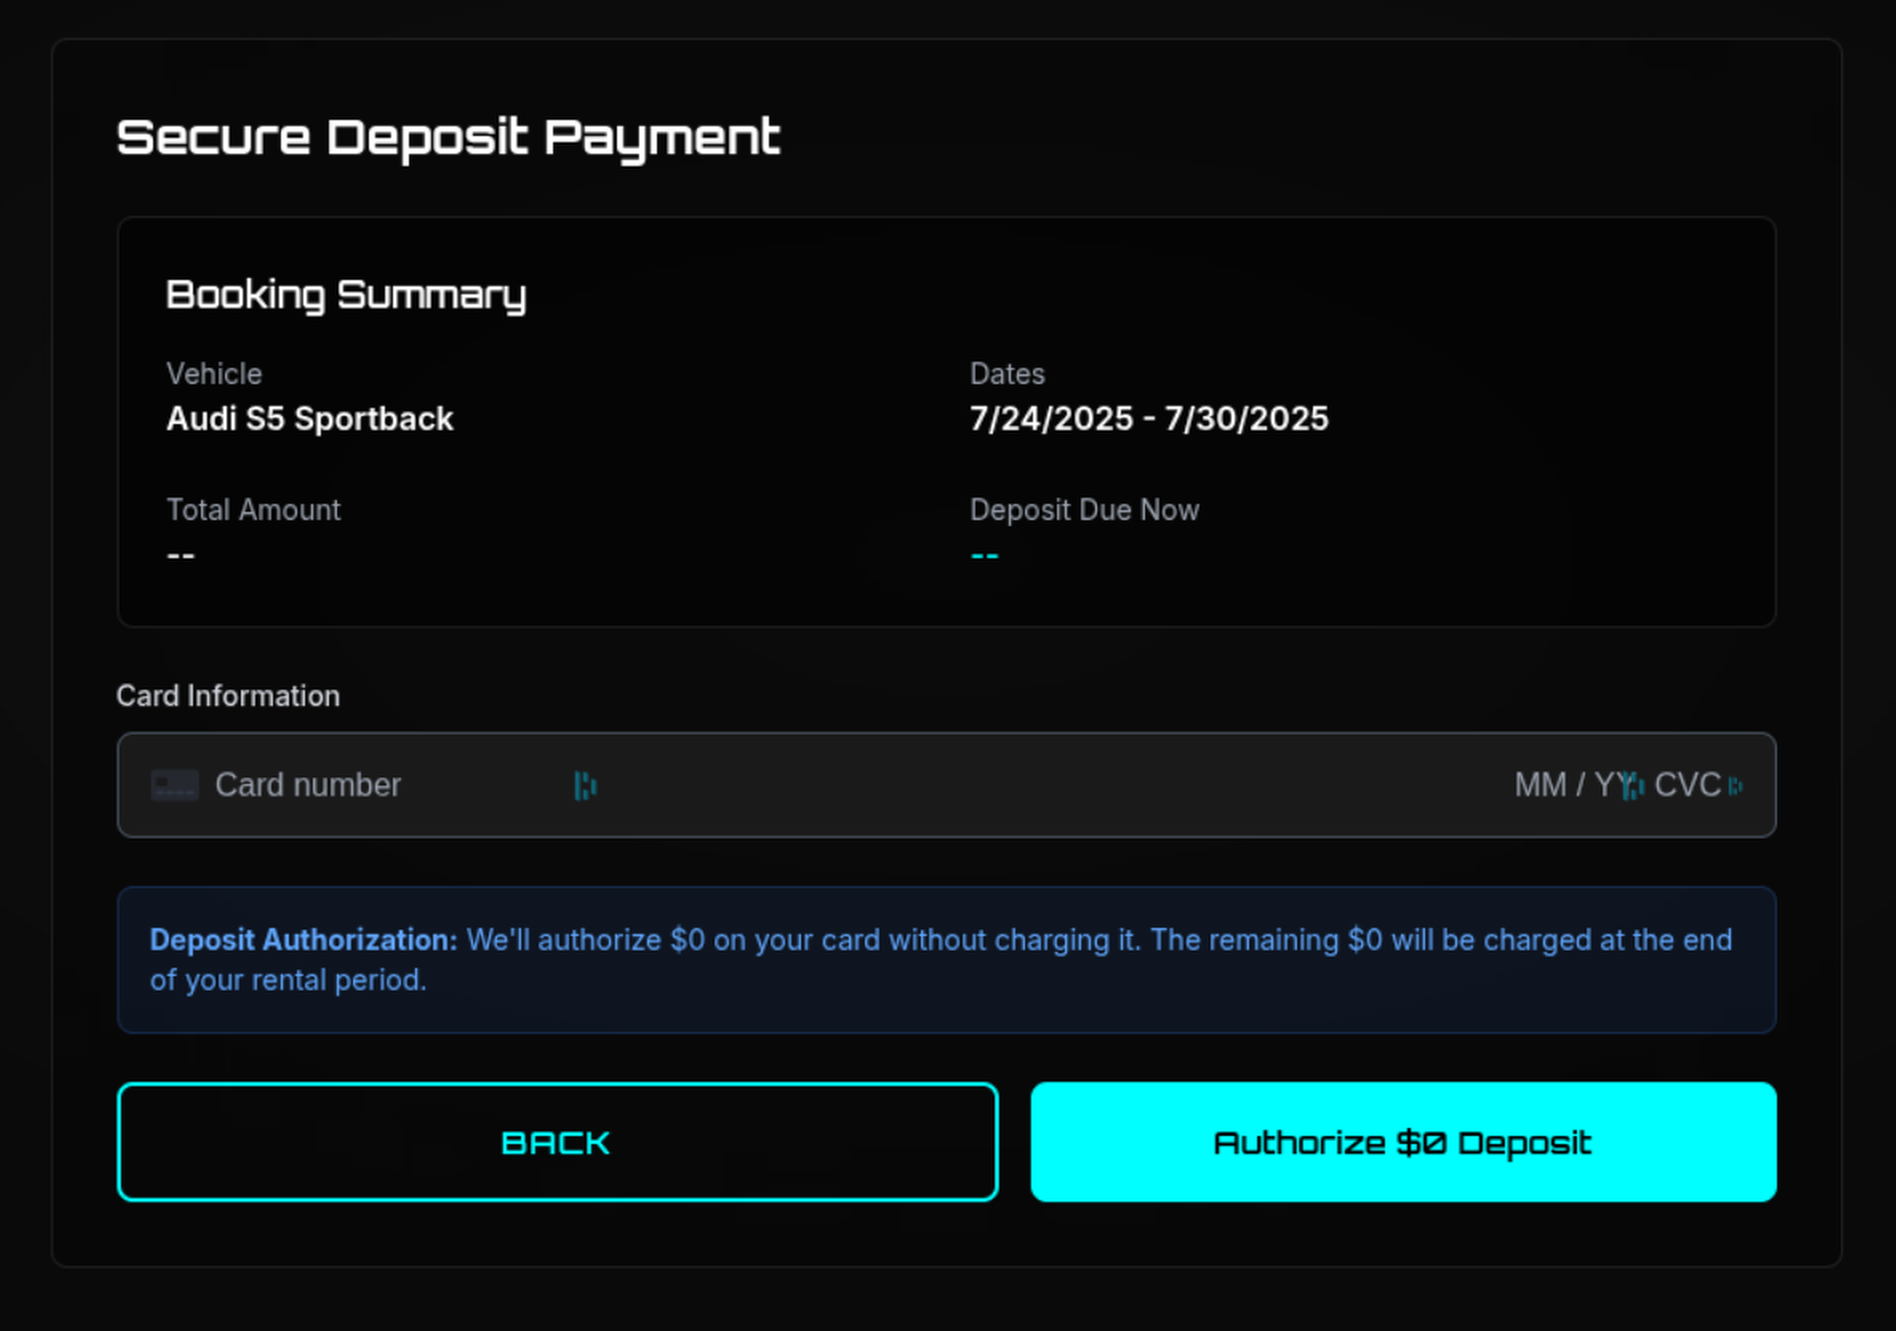 Secure Deposit Payment
Booking Summary
Vehicle
Dates
Audi S5 Sportback
7/24/2025 - 7/30/2025
Total Amount
Deposit Due Now
--
--
Card Information
Card number MM / YY CVC
Deposit Authorization: We'll authorize $0 on your card without charging it. The remaining $0 will be charged at the end
of your rental period.
BACK
Authorize $0 Deposit